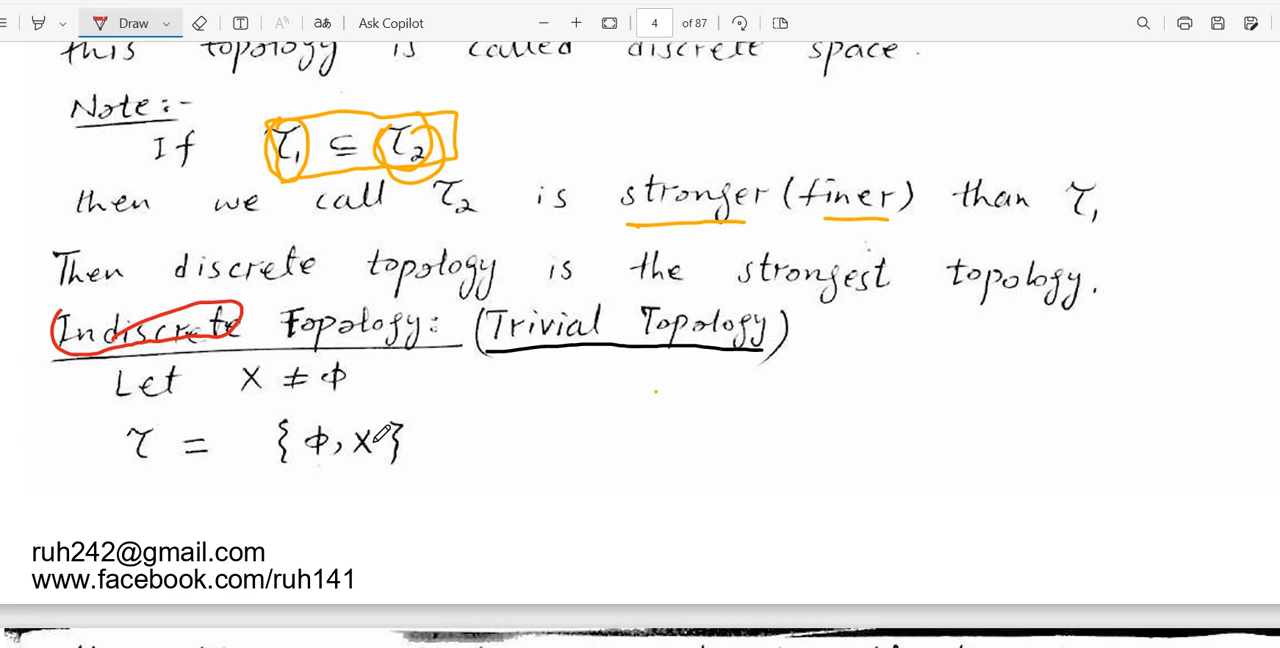 Draw
Ask Copilot
4 of 87
this topology is called discrete space.
Note:-
If τ₁ ⊆ τ₂
then we call τ₂ is stronger (finer) than τ₁
Then discrete topology is the strongest topology.
Indiscrete Topology: (Trivial Topology)
Let X ≠ φ
τ = {φ, X}
ruh242@gmail.com
www.facebook.com/ruh141